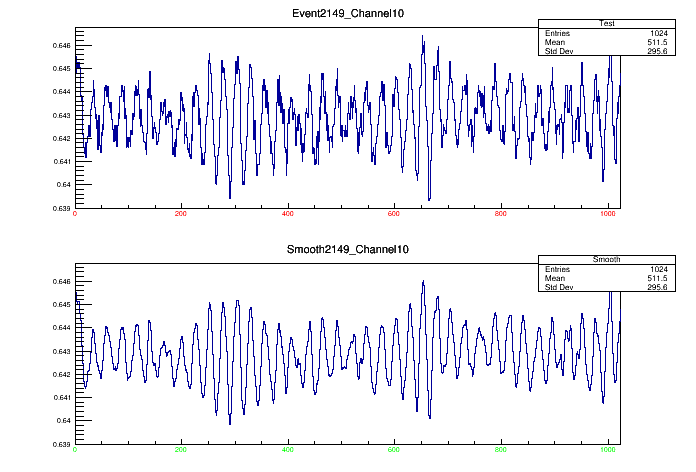 Event2149_Channel10
Test
Entries 1024
Mean 511.5
Std Dev 295.6
0.646
0.645
0.644
0.643
0.642
0.641
0.64
0.639
0 200 400 600 800 1000
Smooth2149_Channel10
Smooth
Entries 1024
Mean 511.5
Std Dev 295.6
0.646
0.645
0.644
0.643
0.642
0.641
0.64
0.639
0 200 400 600 800 1000